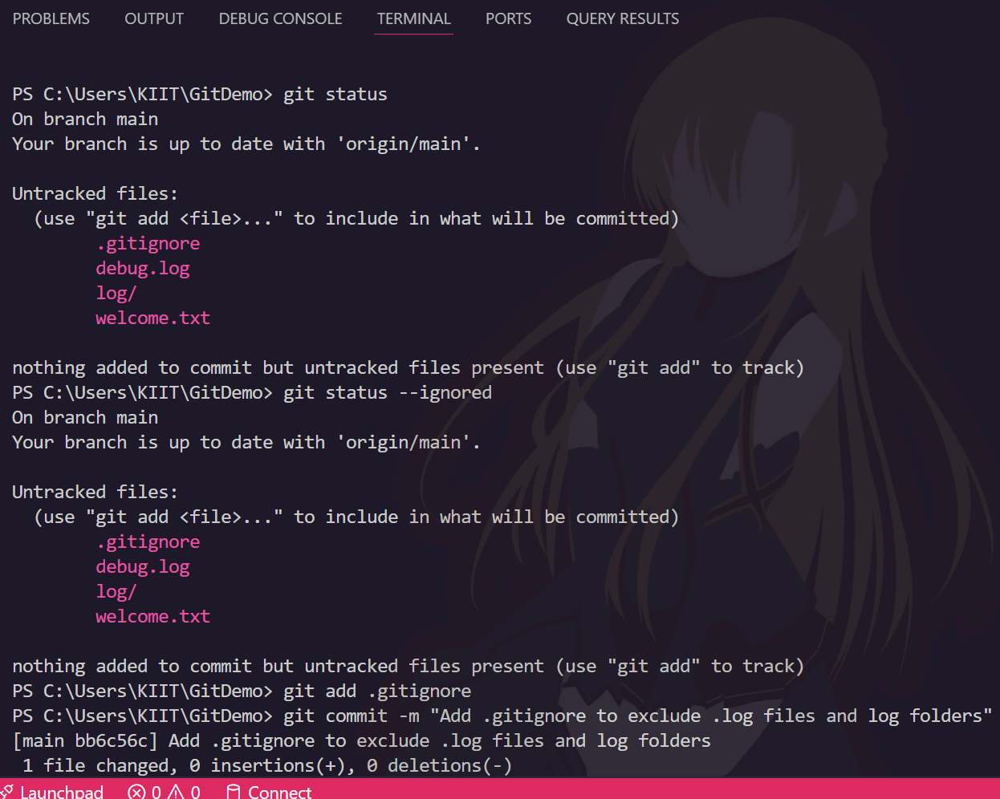 PROBLEMS OUTPUT DEBUG CONSOLE TERMINAL PORTS QUERY RESULTS
PS C:\Users\KIIT\GitDemo> git status
On branch main
Your branch is up to date with 'origin/main'.
Untracked files:
  (use "git add <file>..." to include in what will be committed)
        .gitignore
        debug.log
        log/
        welcome.txt
nothing added to commit but untracked files present (use "git add" to track)
PS C:\Users\KIIT\GitDemo> git status --ignored
On branch main
Your branch is up to date with 'origin/main'.
Untracked files:
  (use "git add <file>..." to include in what will be committed)
        .gitignore
        debug.log
        log/
        welcome.txt
nothing added to commit but untracked files present (use "git add" to track)
PS C:\Users\KIIT\GitDemo> git add .gitignore
PS C:\Users\KIIT\GitDemo> git commit -m "Add .gitignore to exclude .log files and log folders"
[main bb6c56c] Add .gitignore to exclude .log files and log folders
 1 file changed, 0 insertions(+), 0 deletions(-)
Launchpad 0 0 Connect